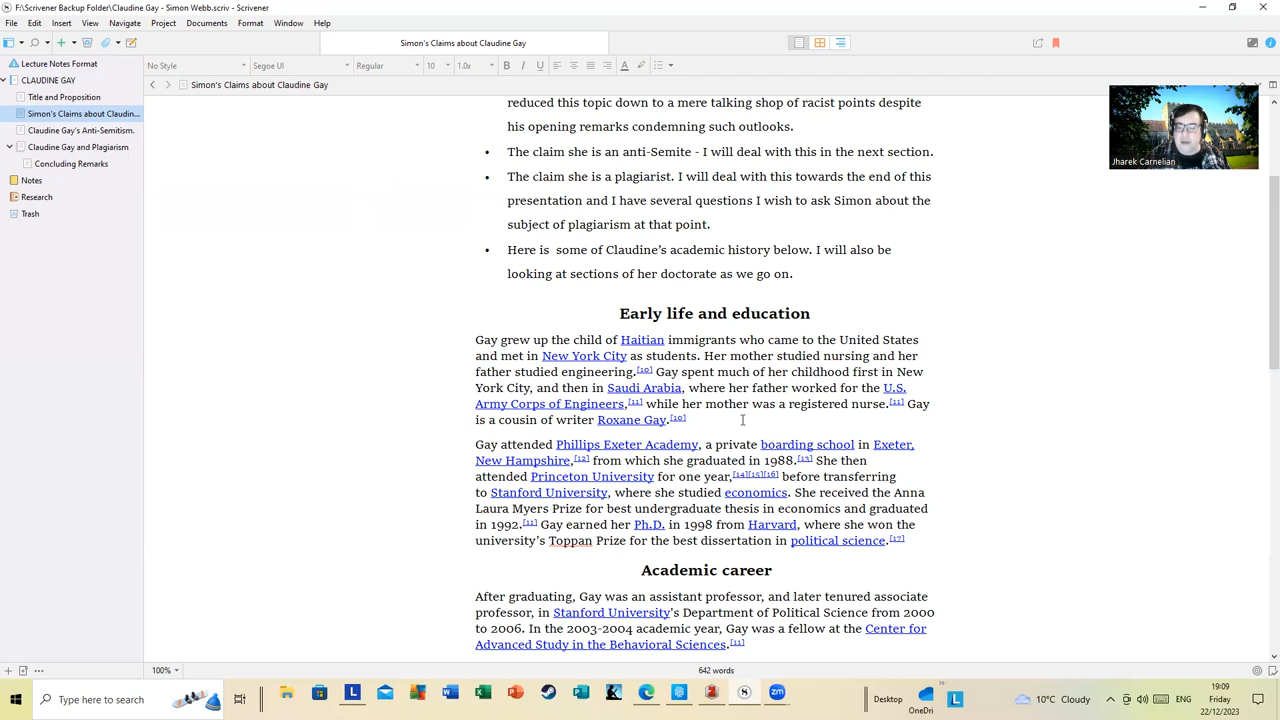 F:\Scrivener Backup Folder\Claudine Gay - Simon Webb.scriv - Scrivener
File Edit Insert View Navigate Project Documents Format Window Help
Simon's Claims about Claudine Gay
Lecture Notes Format
CLAUDINE GAY
Title and Proposition
Simon's Claims about Claudin...
Claudine Gay's Anti-Semitism.
Claudine Gay and Plagiarism
Concluding Remarks
Notes
Research
Trash
No Style Segoe UI Regular 10 1.0x B I U A
Simon's Claims about Claudine Gay
reduced this topic down to a mere talking shop of racist points despite
his opening remarks condemning such outlooks.
• The claim she is an anti-Semite - I will deal with this in the next section.
• The claim she is a plagiarist. I will deal with this towards the end of this
presentation and I have several questions I wish to ask Simon about the
subject of plagiarism at that point.
• Here is some of Claudine’s academic history below. I will also be
looking at sections of her doctorate as we go on.
Early life and education
Gay grew up the child of Haitian immigrants who came to the United States
and met in New York City as students. Her mother studied nursing and her
father studied engineering.[10] Gay spent much of her childhood first in New
York City, and then in Saudi Arabia, where her father worked for the U.S.
Army Corps of Engineers,[11] while her mother was a registered nurse.[11] Gay
is a cousin of writer Roxane Gay.[10]
Gay attended Phillips Exeter Academy, a private boarding school in Exeter,
New Hampshire,[12] from which she graduated in 1988.[13] She then
attended Princeton University for one year,[14][15][16] before transferring
to Stanford University, where she studied economics. She received the Anna
Laura Myers Prize for best undergraduate thesis in economics and graduated
in 1992.[11] Gay earned her Ph.D. in 1998 from Harvard, where she won the
university's Toppan Prize for the best dissertation in political science.[17]
Academic career
After graduating, Gay was an assistant professor, and later tenured associate
professor, in Stanford University's Department of Political Science from 2000
to 2006. In the 2003-2004 academic year, Gay was a fellow at the Center for
Advanced Study in the Behavioral Sciences.[11]
Jharek Carnelian
100% 642 words
Type here to search
Desktop
OneDri
10°C Cloudy
ENG
19:09
Friday
22/12/2023